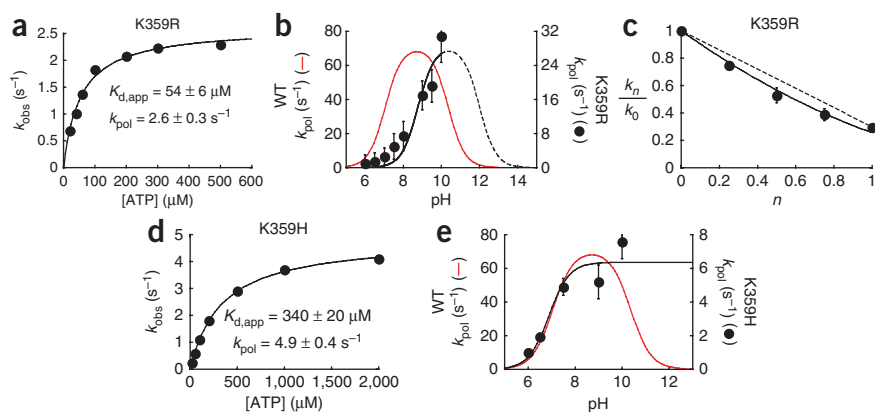 a
K359R
k_obs (s⁻¹)
2.5
2
1.5
1
0.5
0
K_d,app = 54 ± 6 μM
k_pol = 2.6 ± 0.3 s⁻¹
0 100 200 300 400 500 600
[ATP] (μM)
b
WT
k_pol (s⁻¹) (—)
80
60
40
20
0
30
24
18
12
6
0
K359R
k_pol (s⁻¹) (●)
6 8 10 12 14
pH
c
K359R
k_n
k_0
1.0
0.8
0.6
0.4
0.2
0
0 0.2 0.4 0.6 0.8 1
n
d
K359H
k_obs (s⁻¹)
5
4
3
2
1
0
K_d,app = 340 ± 20 μM
k_pol = 4.9 ± 0.4 s⁻¹
0 500 1,000 1,500 2,000
[ATP] (μM)
e
WT
k_pol (s⁻¹) (—)
80
60
40
20
0
8
6
4
2
0
K359H
k_pol (s⁻¹) (●)
6 8 10 12
pH